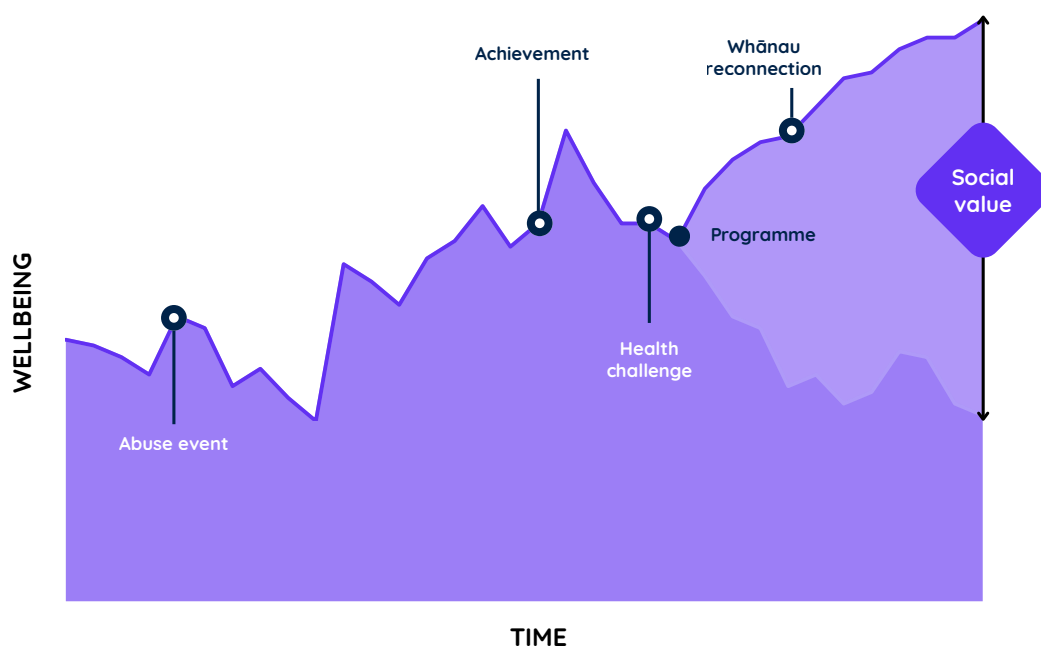 Achievement
Whānau
reconnection
Social
value
Programme
Health
challenge
Abuse event
WELLBEING
TIME